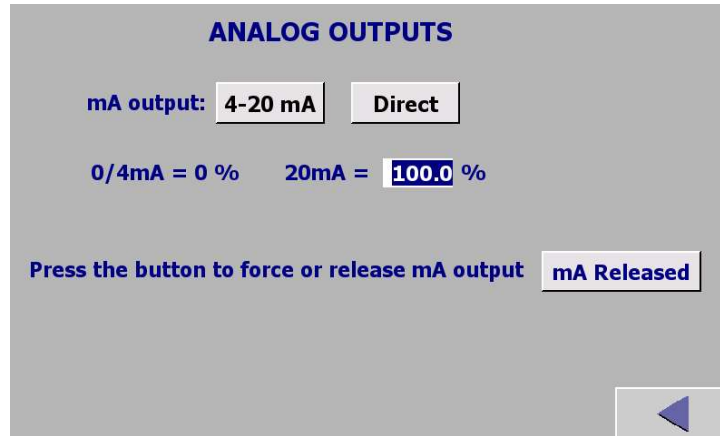 ANALOG OUTPUTS
mA output: 4-20 mA Direct
0/4mA = 0 % 20mA = 100.0 %
Press the button to force or release mA output mA Released